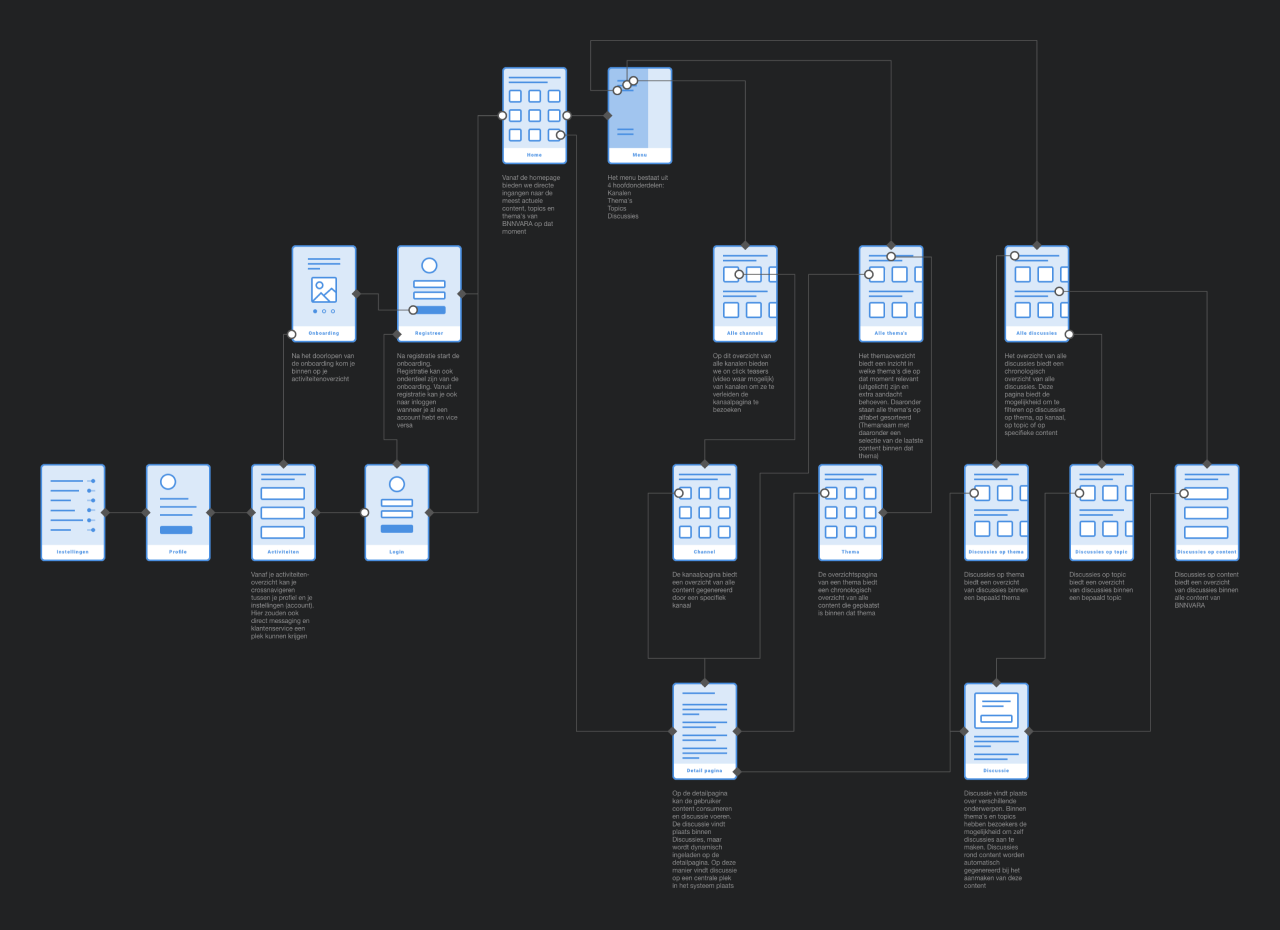 Home
Menu
Vanaf de homepage
bieden we directe
ingangen naar de
meest actuele
content, topics en
thema's van
BNNVARA op dat
moment
Het menu bestaat uit
4 hoofdonderdelen:
Kanalen
Thema's
Topics
Discussies
Onboarding
Registreer
Alle channels
Alle thema's
Alle discussies
Na het doorlopen van
de onboarding kom je
binnen op je
activiteitenoverzicht
Na registratie start de
onboarding.
Registratie kan ook
onderdeel zijn van de
onboarding. Vanuit
registratie kan je ook
naar inloggen
wanneer je al een
account hebt en vice
versa
Op dit overzicht van
alle kanalen bieden
we on click teasers
(video waar mogelijk)
van kanalen om ze te
verleiden de
kanaalpagina te
bezoeken
Het themaoverzicht
biedt een inzicht in
welke thema's die op
dat moment relevant
(uitgelicht) zijn en
extra aandacht
behoeven. Daaronder
staan alle thema's op
alfabet gesorteerd
(Themanaam met
daaronder een
selectie van de laatste
content binnen dat
thema)
Het overzicht van alle
discussies biedt een
chronologisch
overzicht van alle
discussies. Deze
pagina biedt de
mogelijkheid om te
filteren op discussies
op thema, op kanaal,
op topic of op
specifieke content
Instellingen
Profile
Activiteiten
Login
Channel
Thema
Discussies op thema
Discussies op topic
Discussies op content
Vanaf je activiteiten-
overzicht kan je
crossnavigeren
tussen je profiel en je
instellingen (account).
Hier zouden ook
direct messaging en
klantenservice een
plek kunnen krijgen
De kanaalpagina biedt
een overzicht van alle
content gegenereerd
door een specifiek
kanaal
De overzichtspagina
van een thema biedt
een chronologisch
overzicht van alle
content die geplaatst
is binnen dat thema
Discussies op thema
biedt een overzicht
van discussies binnen
een bepaald thema
Discussies op topic
biedt een overzicht
van discussies binnen
een bepaald topic
Discussies op content
biedt een overzicht
van discussies binnen
alle content van
BNNVARA
Detail pagina
Discussie
Op de detailpagina
kan de gebruiker
content consumeren
en discussie voeren.
De discussie vindt
plaats binnen
Discussies, maar
wordt dynamisch
ingeladen op de
detailpagina. Op deze
manier vindt discussie
op een centrale plek
in het systeem plaats
Discussie vindt plaats
over verschillende
onderwerpen. Binnen
thema's en topics
hebben bezoekers de
mogelijkheid om zelf
discussies aan te
maken. Discussies
rond content worden
automatisch
gegenereerd bij het
aanmaken van deze
content